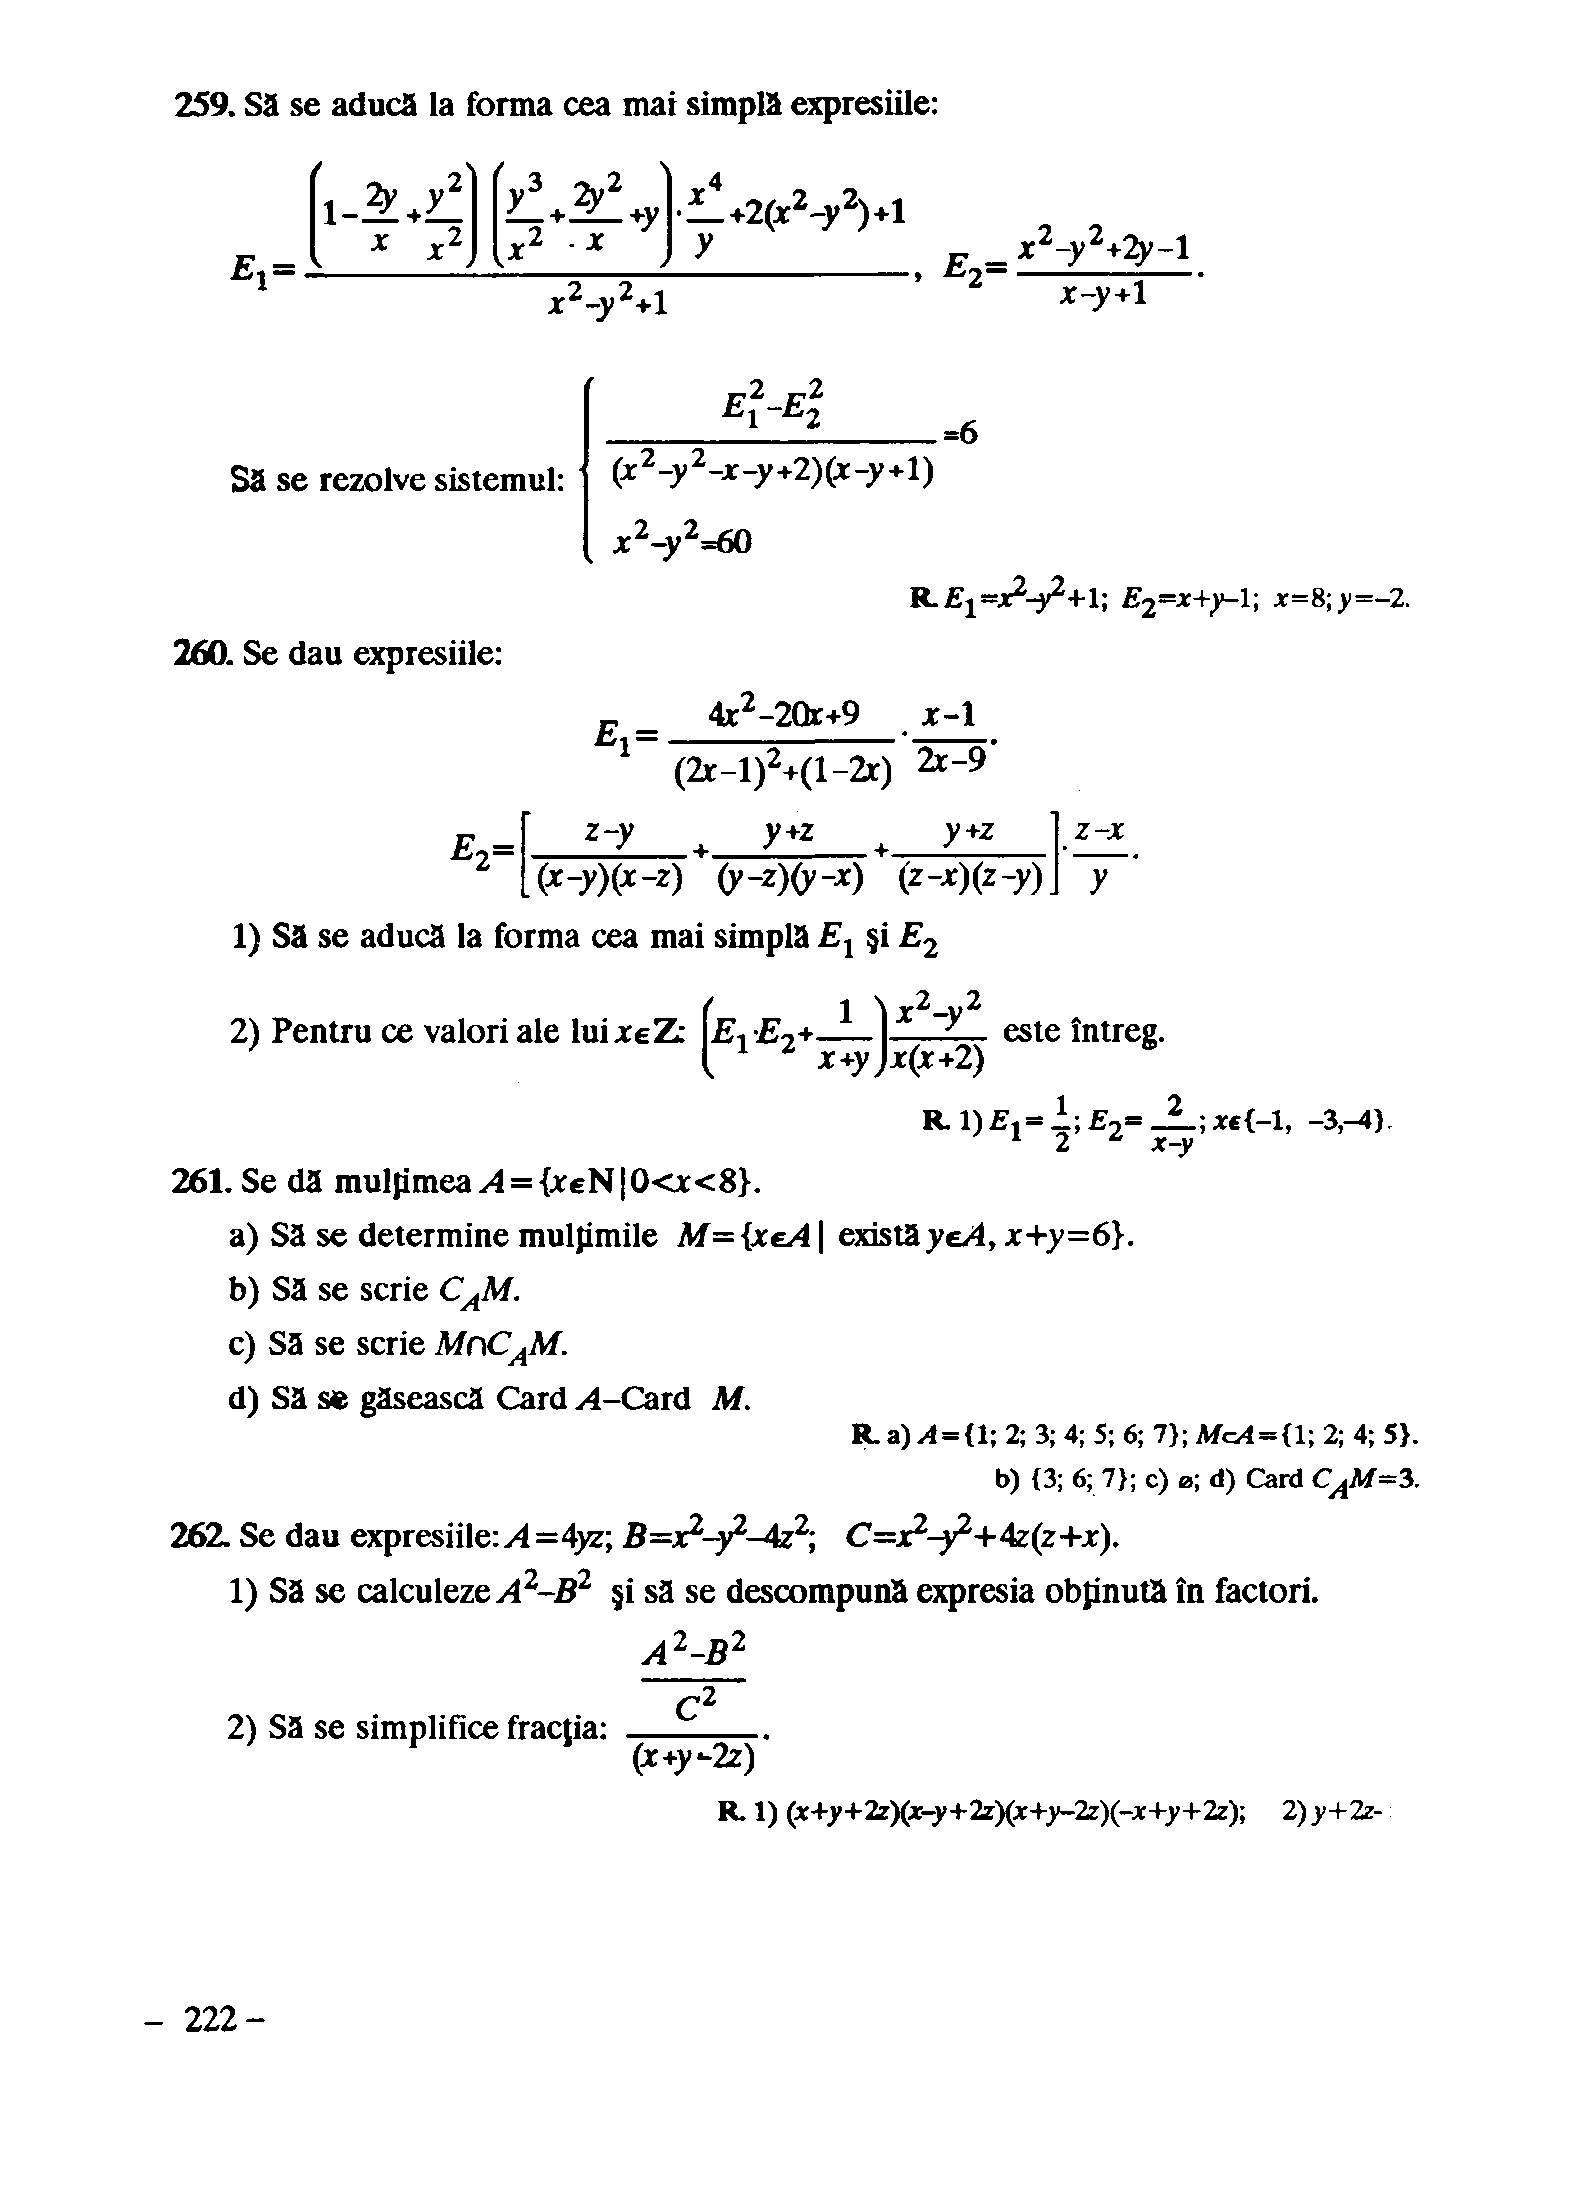 259. Să se aducă la forma cea mai simplă expresiile:
E₁ = [(1 - 2y/x + y²/x²) (y³/x² + 2y²/x + y) · x⁴/y + 2(x²-y²)+1] / (x²-y²+1), E₂ = (x²-y²+2y-1)/(x-y+1).
Să se rezolve sistemul: { (E₁²-E₂²)/((x²-y²-x-y+2)(x-y+1)) =6
x²-y²=60
R. E₁=x²-y²+1; E₂=x+y-1; x=8; y=-2.
260. Se dau expresiile:
E₁ = (4x²-20x+9)/((2x-1)²+(1-2x)) · (x-1)/(2x-9).
E₂ = [ (z-y)/((x-y)(x-z)) + (y+z)/((y-z)(y-x)) + (y+z)/((z-x)(z-y)) ] · (z-x)/y.
1) Să se aducă la forma cea mai simplă E₁ şi E₂
2) Pentru ce valori ale lui x∈Z: (E₁·E₂ + 1/(x+y)) (x²-y²)/(x(x+2)) este întreg.
R. 1) E₁ = 1/2; E₂ = 2/(x-y); x∈{-1, -3,-4}.
261. Se dă mulţimea A={x∈N|0<x<8}.
a) Să se determine mulţimile M={x∈A| există y∈A, x+y=6}.
b) Să se scrie C_A M.
c) Să se scrie M∩C_A M.
d) Să se găsească Card A-Card M.
R. a) A={1; 2; 3; 4; 5; 6; 7}; M⊂A={1; 2; 4; 5}.
b) {3; 6; 7}; c) ø; d) Card C_A M=3.
262. Se dau expresiile: A=4yz; B=x²-y²-4z²; C=x²-y²+4z(z+x).
1) Să se calculeze A²-B² şi să se descompună expresia obţinută în factori.
2) Să se simplifice fracţia: ((A²-B²)/C²)/(x+y-2z).
R. 1) (x+y+2z)(x-y+2z)(x+y-2z)(-x+y+2z); 2) y+2z-
- 222 -